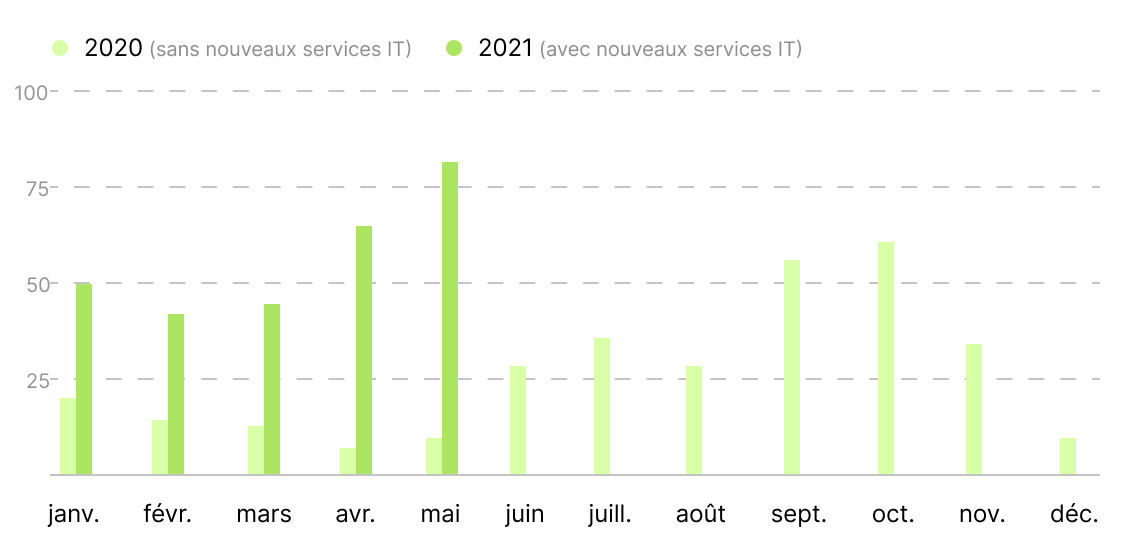 2020 (sans nouveaux services IT) 2021 (avec nouveaux services IT)
100
75
50
25
janv. févr. mars avr. mai juin juill. août sept. oct. nov. déc.